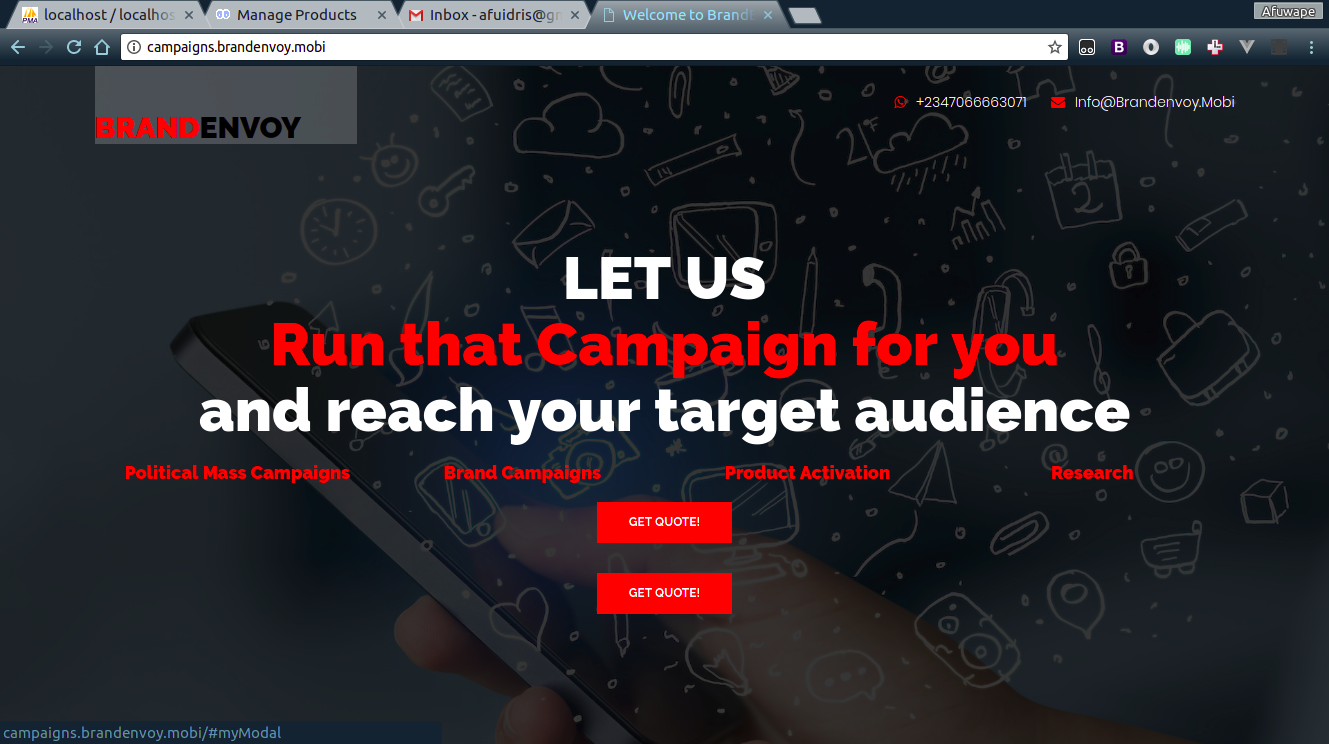 localhost / localhos
Manage Products
Inbox - afuidris@gm
Welcome to Brand
Afuwape
campaigns.brandenvoy.mobi
BRANDENVOY
+2347066663071
Info@Brandenvoy.Mobi
LET US
Run that Campaign for you
and reach your target audience
Political Mass Campaigns
Brand Campaigns
Product Activation
Research
GET QUOTE!
GET QUOTE!
campaigns.brandenvoy.mobi/#myModal